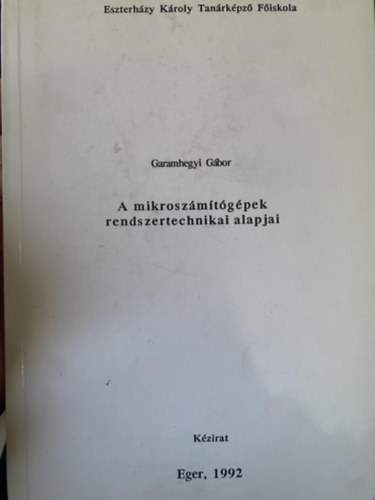 Eszterházy Károly Tanárképző Főiskola
Garamhegyi Gábor
A mikroszámítógépek
rendszertechnikai alapjai
Kézirat
Eger, 1992